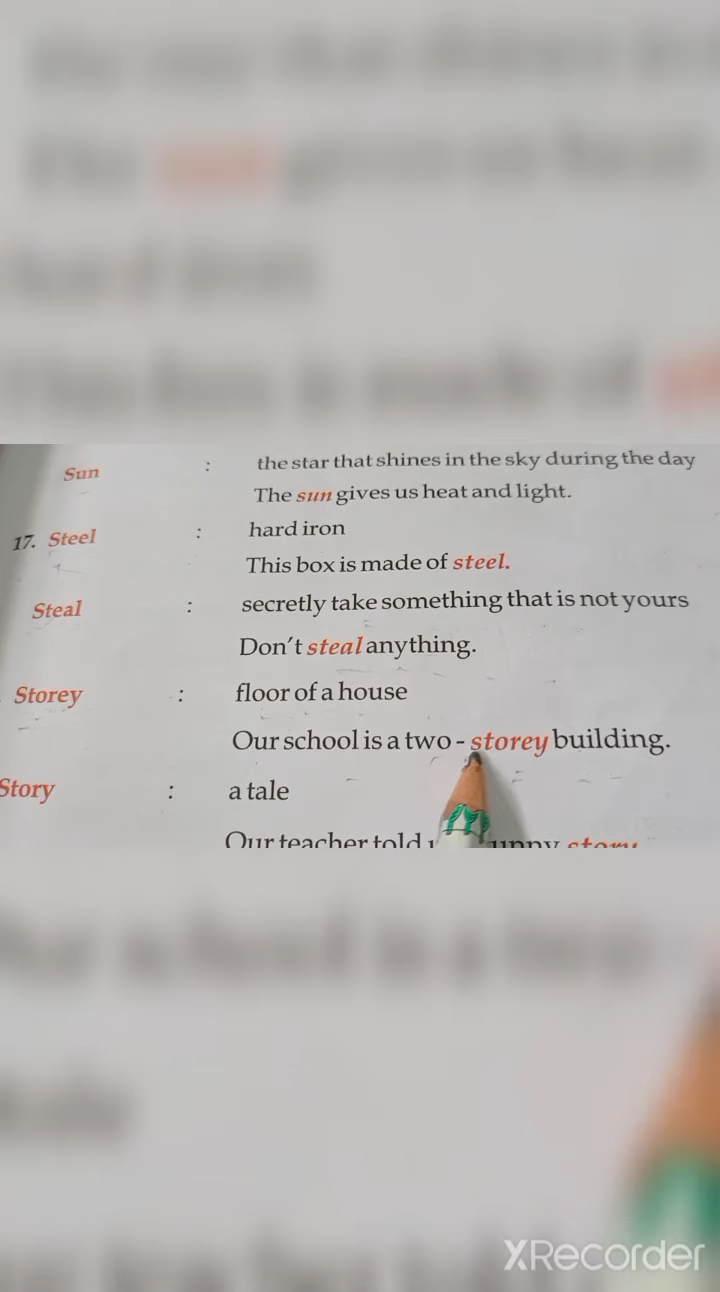 Sun : the star that shines in the sky during the day
The sun gives us heat and light.
17. Steel : hard iron
This box is made of steel.
Steal : secretly take something that is not yours
Don't steal anything.
Storey : floor of a house
Our school is a two - storey building.
Story : a tale
Our teacher told story
XRecorder